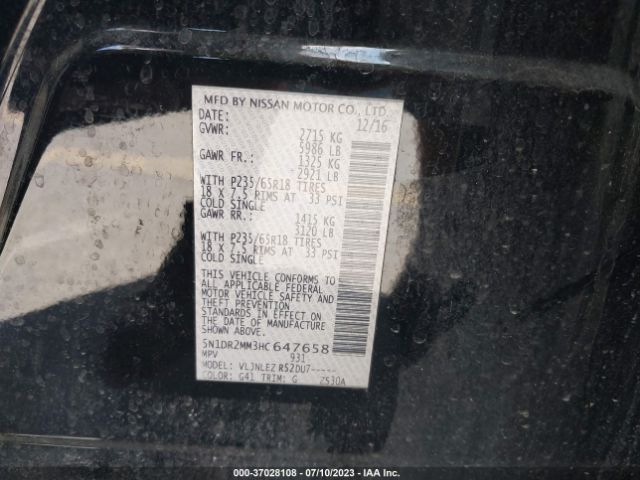 MFD BY NISSAN MOTOR CO., LTD.
DATE: 12/16
GVWR: 2715 KG
5986 LB
GAWR FR.: 1325 KG
2921 LB
WITH P235/65R18 TIRES
18 X 7.5 RIMS AT 33 PSI
COLD SINGLE
GAWR RR.: 1415 KG
3120 LB
WITH P235/65R18 TIRES
18 X 7.5 RIMS AT 33 PSI
COLD SINGLE
THIS VEHICLE CONFORMS TO
ALL APPLICABLE FEDERAL
MOTOR VEHICLE SAFETY AND
THEFT PREVENTION
STANDARDS IN EFFECT ON
THE DATE OF MANUFACTURE
SHOWN ABOVE.
5N1DR2MM3HC647658
MPV 931
MODEL: VLJNLEZ R52DU7-----
COLOR: G41 TRIM: G ZS30A
000-37028108 - 07/10/2023 - IAA Inc.